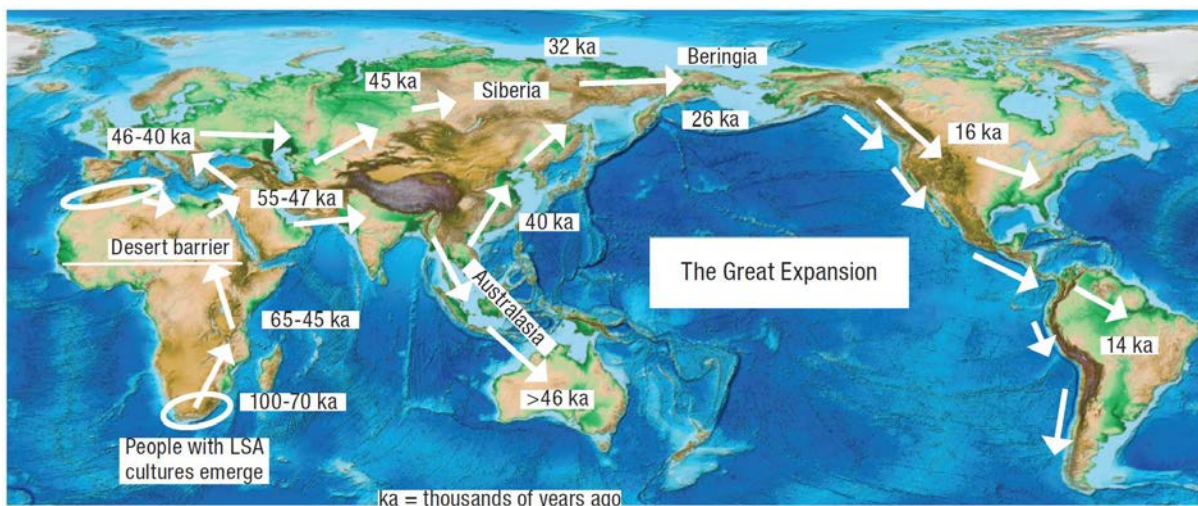 32 ka
Beringia
45 ka
Siberia
46-40 ka
26 ka
16 ka
55-47 ka
40 ka
Desert barrier
The Great Expansion
Australasia
65-45 ka
14 ka
100-70 ka
>46 ka
People with LSA
cultures emerge
ka = thousands of years ago